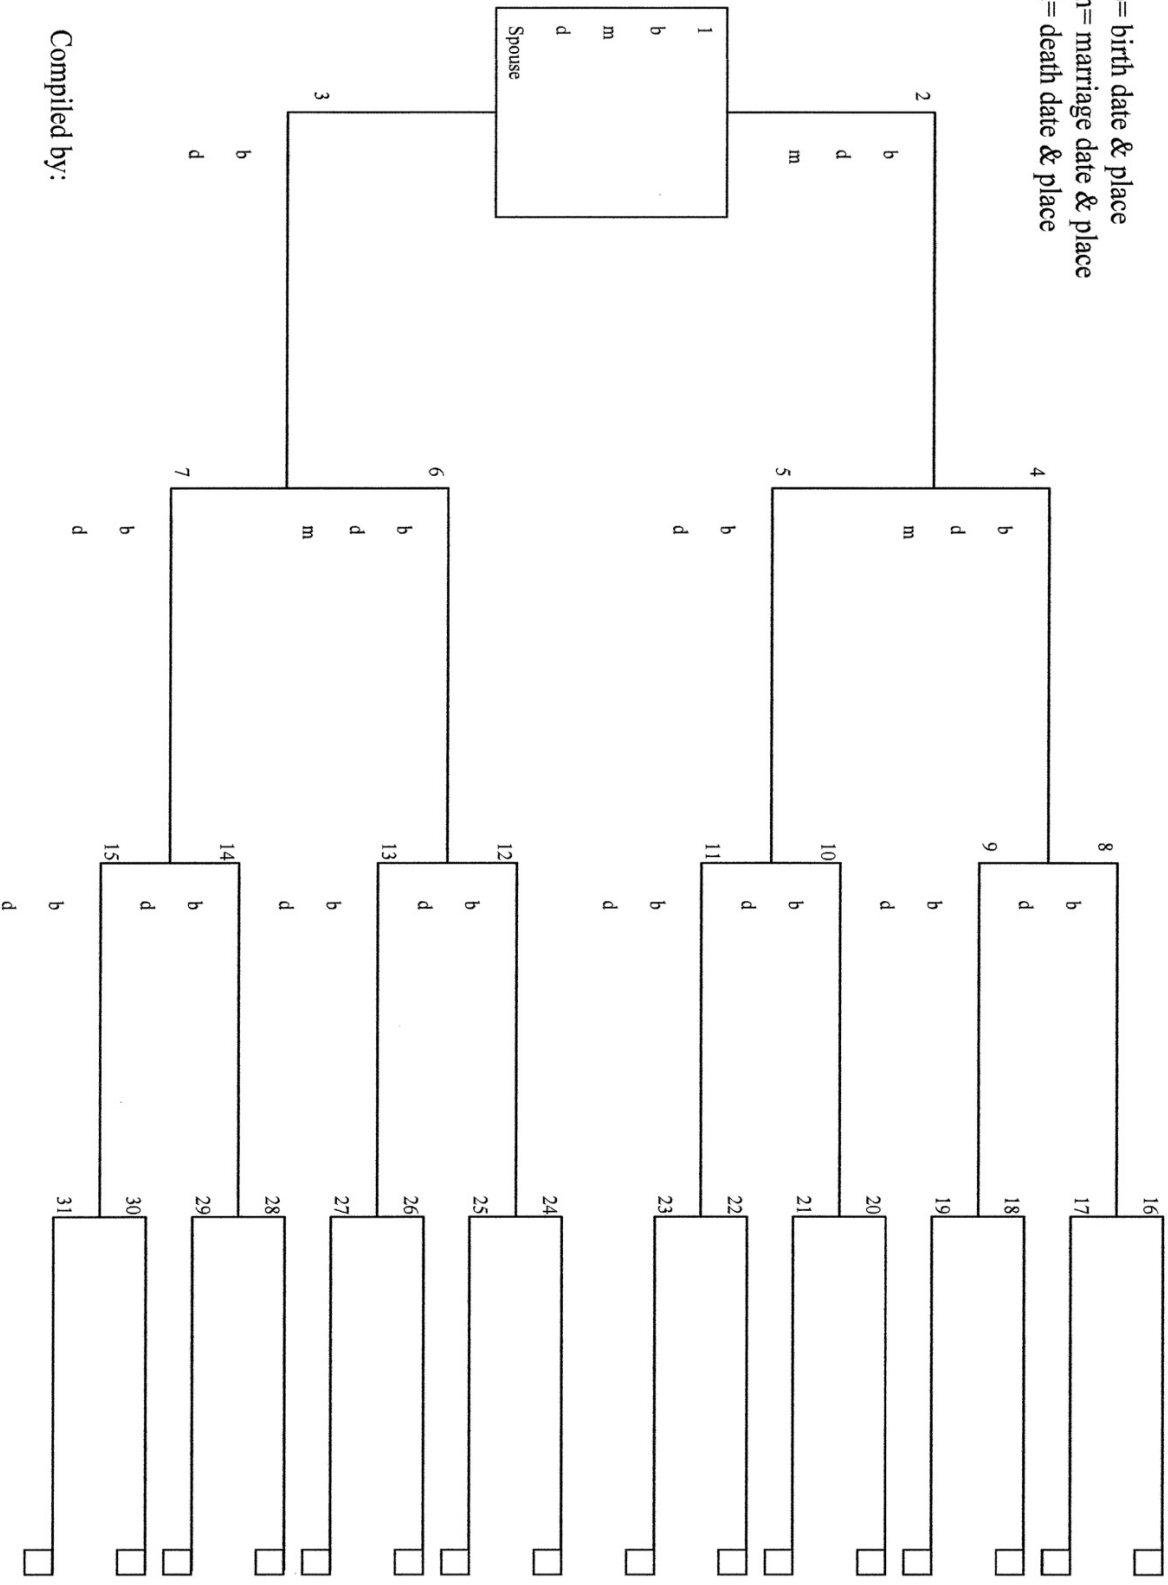 = birth date & place
m= marriage date & place
= death date & place
1
b
m
d
Spouse
2
b
d
m
3
b
d
4
b
d
m
5
b
d
6
b
d
m
7
b
d
8
b
d
9
b
d
10
b
d
11
b
d
12
b
d
13
b
d
14
b
d
15
b
d
16
17
18
19
20
21
22
23
24
25
26
27
28
29
30
31
Compiled by: